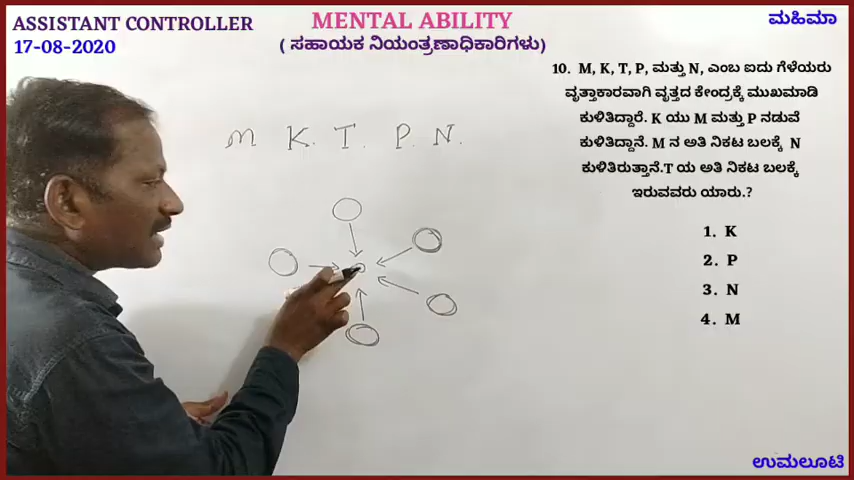 ASSISTANT CONTROLLER
17-08-2020
MENTAL ABILITY
( ಸಹಾಯಕ ನಿಯಂತ್ರಣಾಧಿಕಾರಿಗಳು)
ಮಹಿಮಾ
10. M, K, T, P, ಮತ್ತು N, ಎಂಬ ಐದು ಗೆಳೆಯರು
ವೃತ್ತಾಕಾರವಾಗಿ ವೃತ್ತದ ಕೇಂದ್ರಕ್ಕೆ ಮುಖಮಾಡಿ
ಕುಳಿತಿದ್ದಾರೆ. K ಯು M ಮತ್ತು P ನಡುವೆ
ಕುಳಿತಿದ್ದಾನೆ. M ನ ಅತಿ ನಿಕಟ ಬಲಕ್ಕೆ N
ಕುಳಿತಿರುತ್ತಾನೆ.T ಯ ಅತಿ ನಿಕಟ ಬಲಕ್ಕೆ
ಇರುವವರು ಯಾರು.?
1. K
2. P
3. N
4. M
M K. T. P. N.
ಉಮಲೂಟಿ